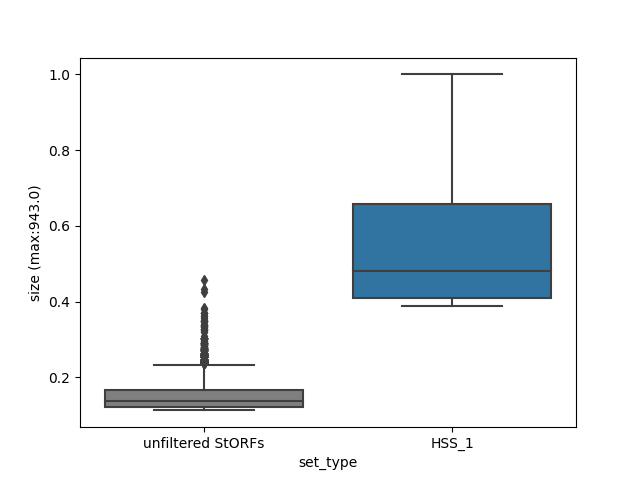 1.0
0.8
0.6
0.4
0.2
size (max:943.0)
unfiltered StORFs
HSS_1
set_type